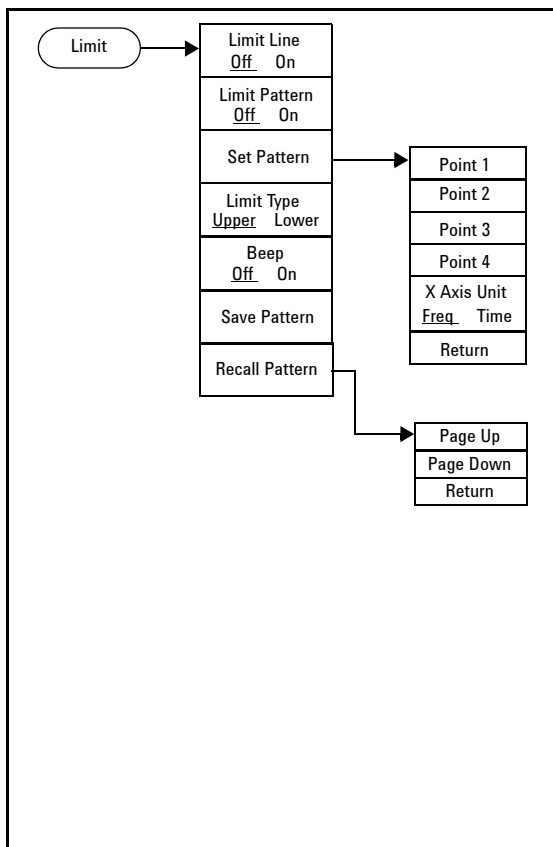 Limit
Limit Line
Off On
Limit Pattern
Off On
Set Pattern
Limit Type
Upper Lower
Beep
Off On
Save Pattern
Recall Pattern
Point 1
Point 2
Point 3
Point 4
X Axis Unit
Freq Time
Return
Page Up
Page Down
Return